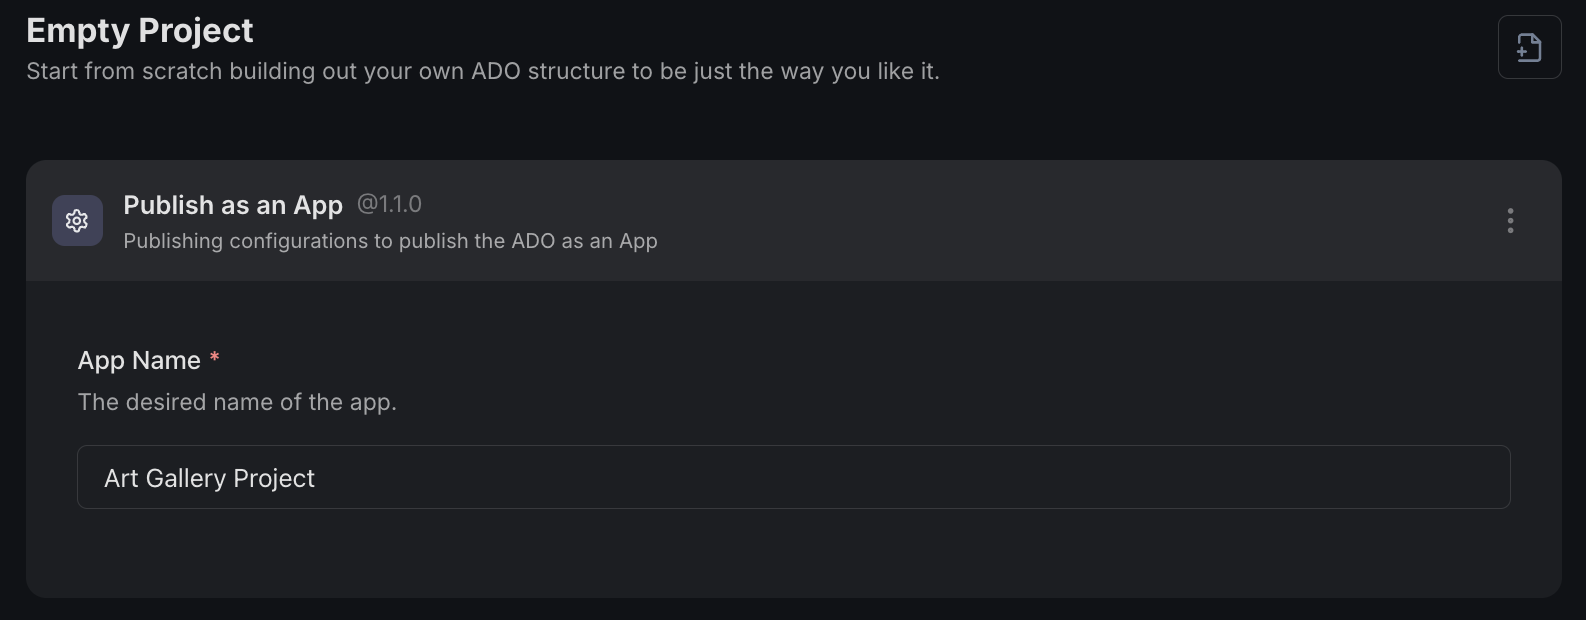 Empty Project
Start from scratch building out your own ADO structure to be just the way you like it.
Publish as an App @1.1.0
Publishing configurations to publish the ADO as an App
App Name *
The desired name of the app.
Art Gallery Project